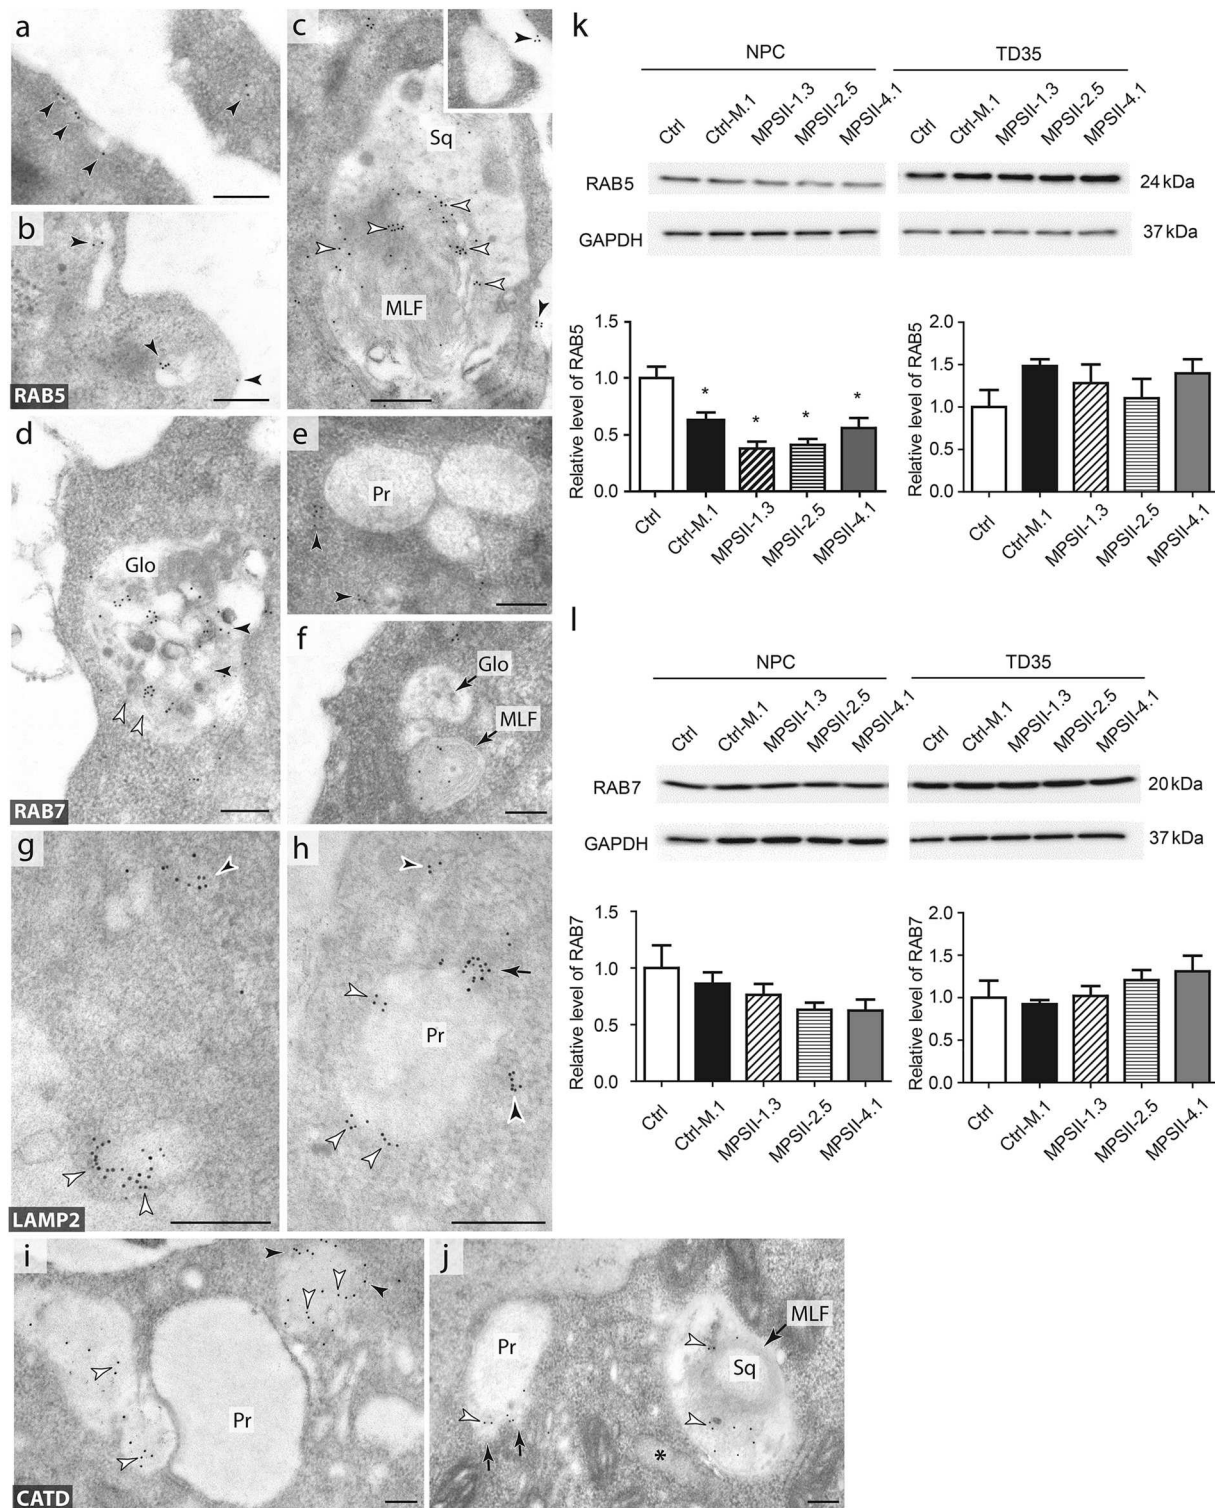 a
b
RAB5
c
Sq
MLF
d
Glo
RAB7
e
Pr
f
Glo
MLF
g
LAMP2
h
Pr
i
Pr
CATD
j
Pr
Sq
MLF
*
k
NPC
TD35
Ctrl Ctrl-M.1 MPSII-1.3 MPSII-2.5 MPSII-4.1
Ctrl Ctrl-M.1 MPSII-1.3 MPSII-2.5 MPSII-4.1
RAB5
24 kDa
GAPDH
37 kDa
Relative level of RAB5
1.5
1.0
0.5
0.0
* * * *
Ctrl Ctrl-M.1 MPSII-1.3 MPSII-2.5 MPSII-4.1
Relative level of RAB5
2.0
1.5
1.0
0.5
0.0
Ctrl Ctrl-M.1 MPSII-1.3 MPSII-2.5 MPSII-4.1
l
NPC
TD35
Ctrl Ctrl-M.1 MPSII-1.3 MPSII-2.5 MPSII-4.1
Ctrl Ctrl-M.1 MPSII-1.3 MPSII-2.5 MPSII-4.1
RAB7
20 kDa
GAPDH
37 kDa
Relative level of RAB7
1.5
1.0
0.5
0.0
Ctrl Ctrl-M.1 MPSII-1.3 MPSII-2.5 MPSII-4.1
Relative level of RAB7
2.0
1.5
1.0
0.5
0.0
Ctrl Ctrl-M.1 MPSII-1.3 MPSII-2.5 MPSII-4.1